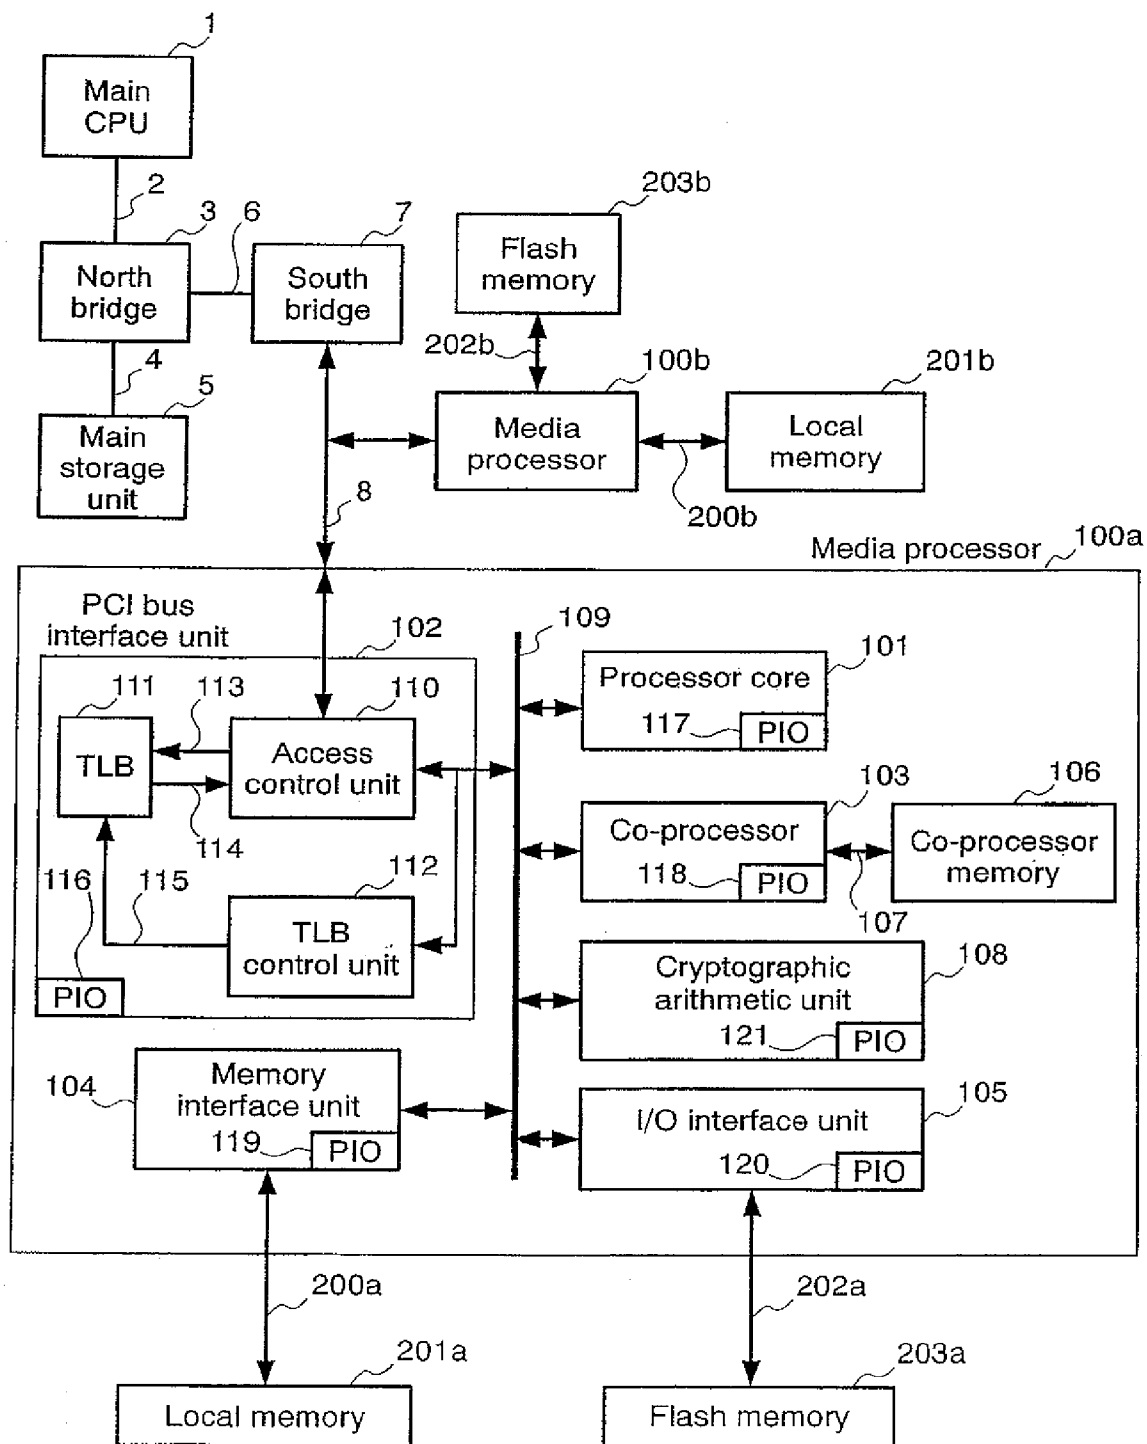 1
Main
CPU
2
3
6
7
North
bridge
South
bridge
4
5
Main
storage
unit
203b
Flash
memory
202b
100b
201b
Media
processor
Local
memory
200b
8
Media processor
100a
PCI bus
interface unit
102
109
111
113
110
TLB
Access
control unit
114
116
115
112
TLB
control unit
PIO
101
Processor core
117
PIO
103
106
Co-processor
118
PIO
Co-processor
memory
107
108
Cryptographic
arithmetic unit
121
PIO
104
Memory
interface unit
119
PIO
105
I/O interface unit
120
PIO
200a
202a
201a
203a
Local memory
Flash memory